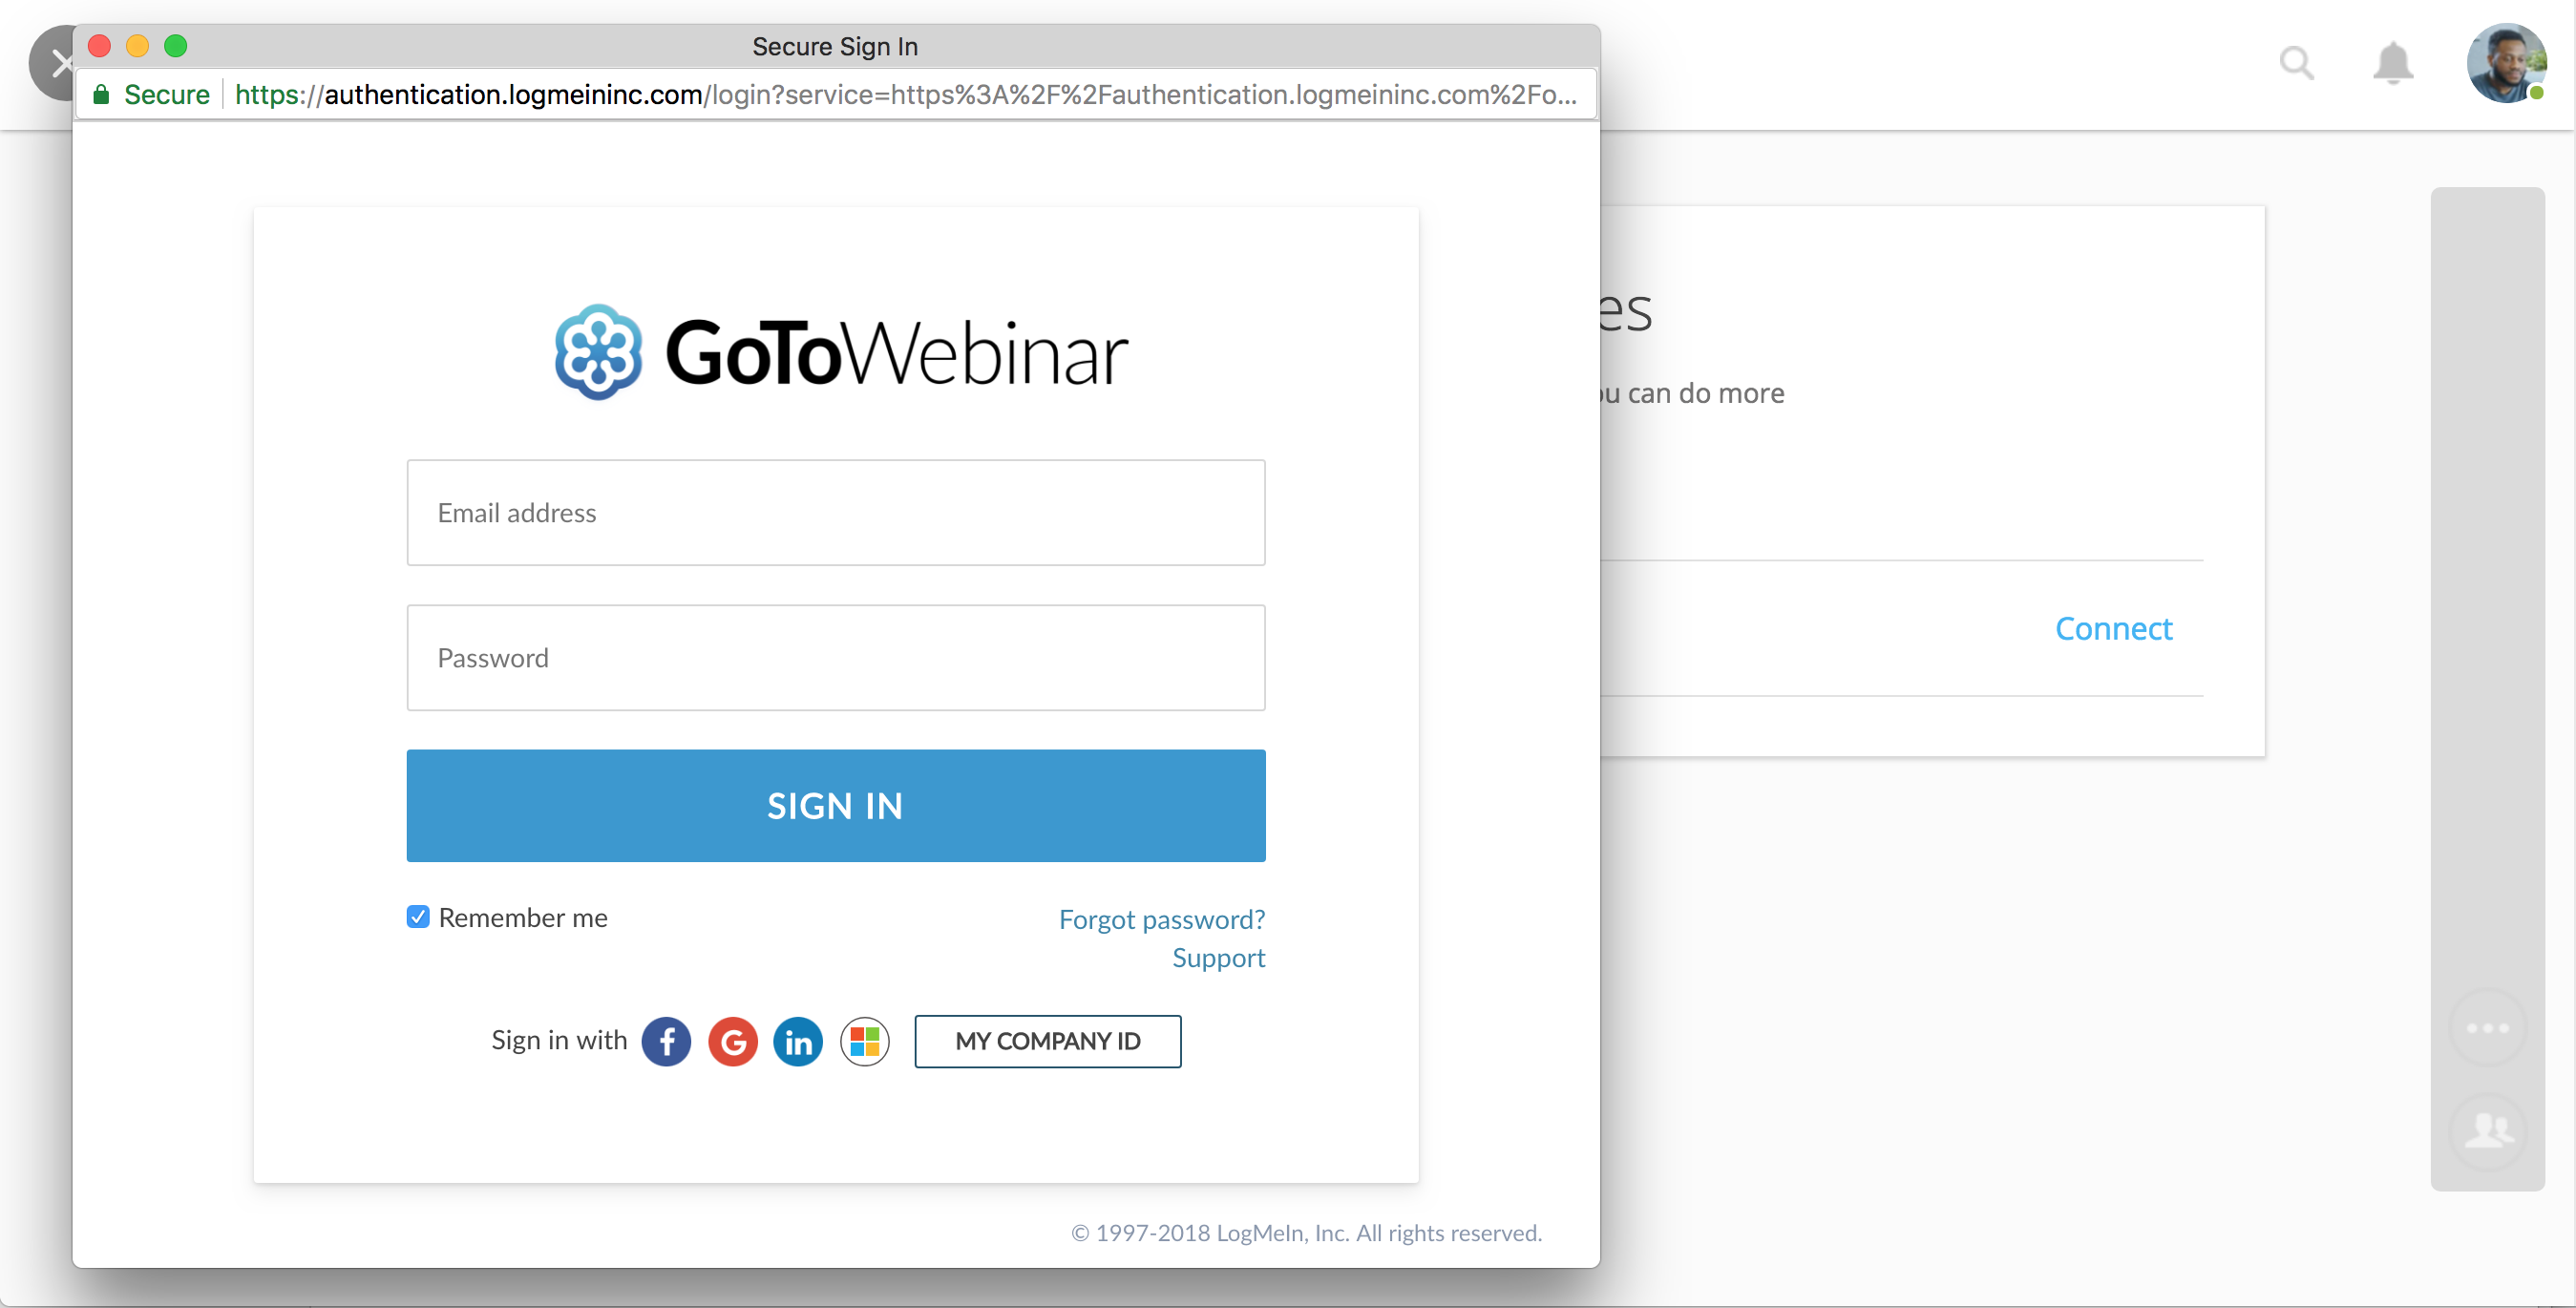 Secure Sign In
Secure https://authentication.logmeininc.com/login?service=https%3A%2F%2Fauthentication.logmeininc.com%2Fo...
GoToWebinar
es
ou can do more
Email address
Password
Connect
SIGN IN
Remember me
Forgot password?
Support
Sign in with f G in MY COMPANY ID
© 1997-2018 LogMeIn, Inc. All rights reserved.